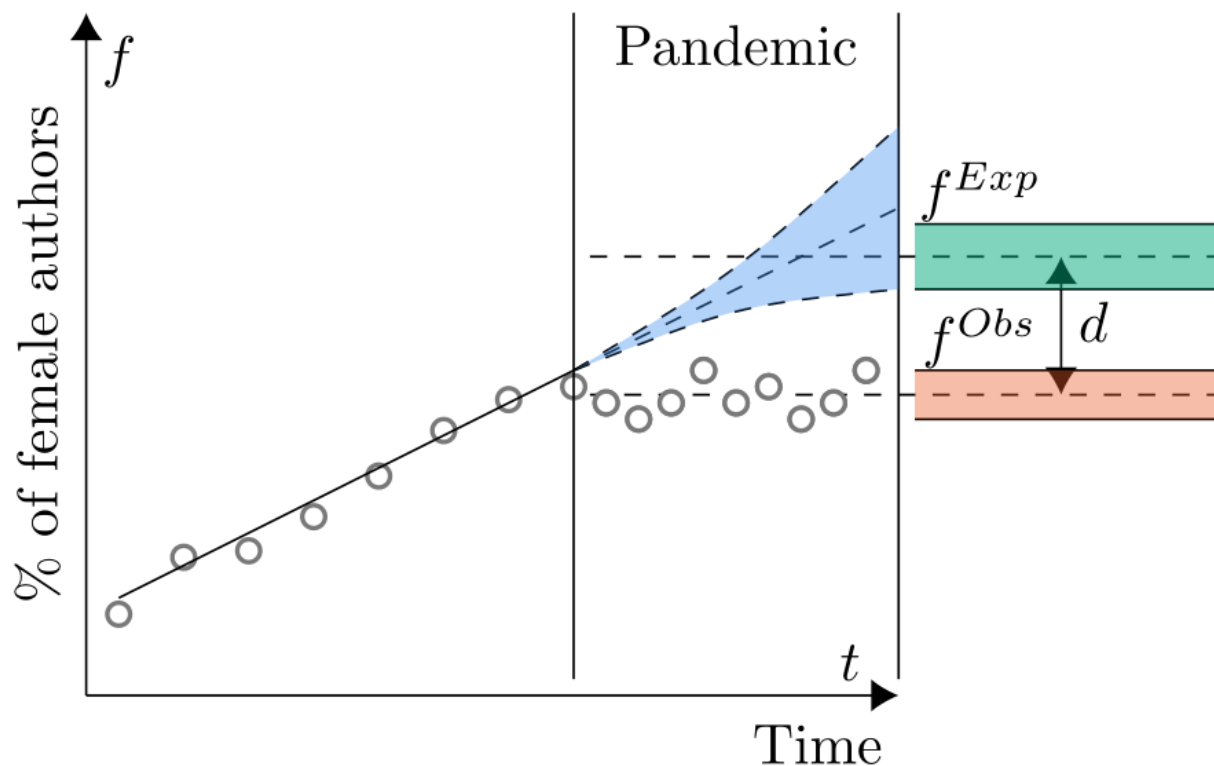 f
Pandemic
% of female authors
f^{Exp}
f^{Obs}
d
t
Time